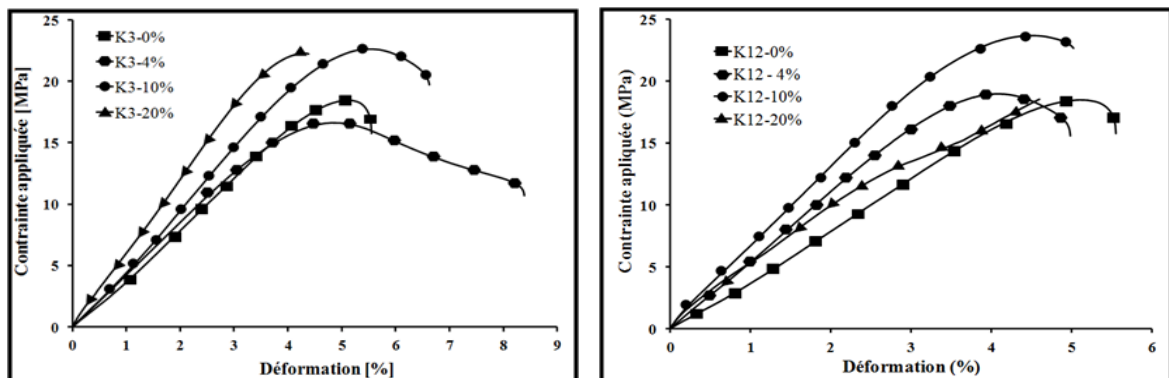 25
20
15
10
5
0
Contrainte appliquée [MPa]
K3-0%
K3-4%
K3-10%
K3-20%
0 1 2 3 4 5 6 7 8 9
Déformation [%]
25
20
15
10
5
0
Contrainte apliquée (MPa)
K12-0%
K12 - 4%
K12-10%
K12-20%
0 1 2 3 4 5 6
Déformation (%)